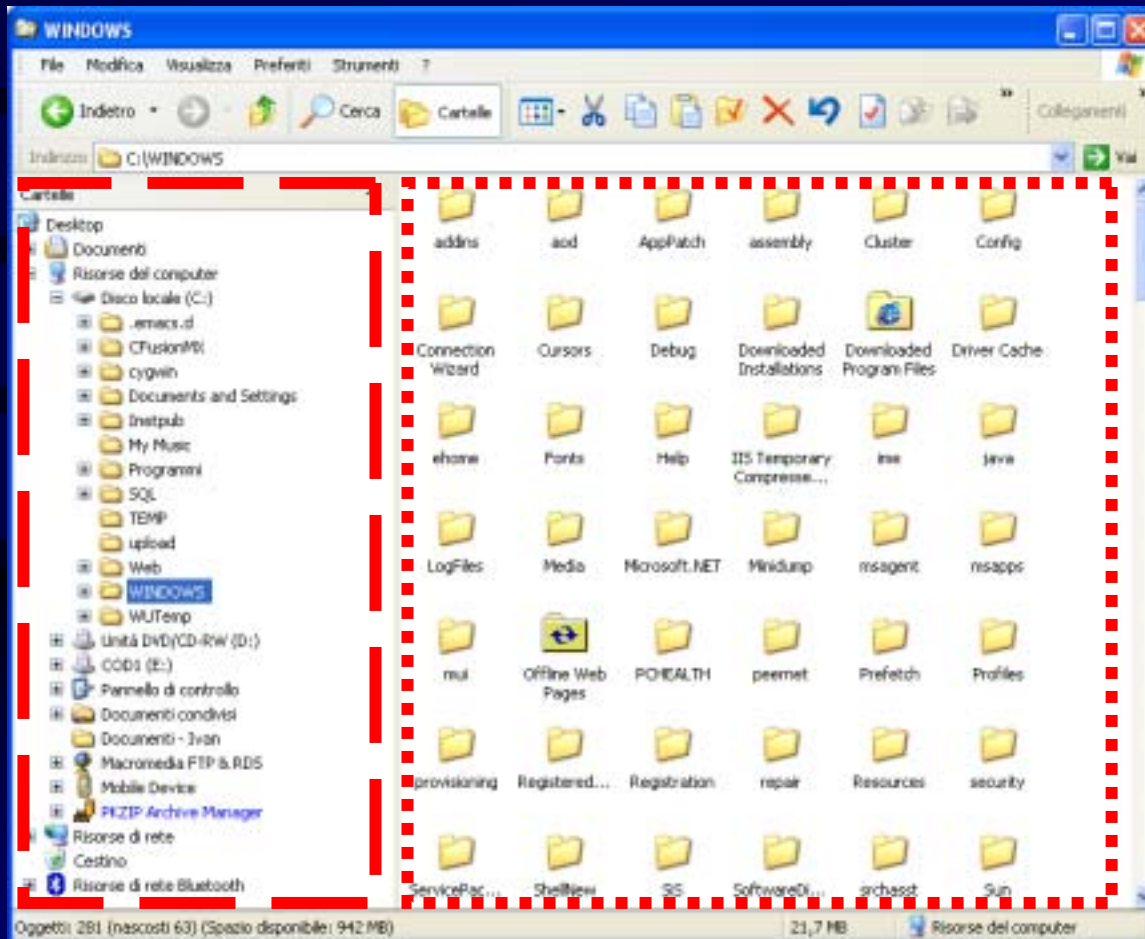 WINDOWS
File Modifica Visualizza Preferiti Strumenti ?
Indietro Cerca Cartelle Collegamenti
Indirizzo C:\WINDOWS Vai
Cartelle
Desktop
Documenti
Risorse del computer
Disco locale (C:)
.emacs.d
CFusionMX
cygwin
Documents and Settings
Inetpub
My Music
Programmi
SQL
TEMP
upload
Web
WINDOWS
WUTemp
Unità DVD/CD-RW (D:)
COD1 (E:)
Pannello di controllo
Documenti condivisi
Documenti - Ivan
Macromedia FTP & RDS
Mobile Device
PKZIP Archive Manager
Risorse di rete
Cestino
Risorse di rete Bluetooth
addins aod AppPatch assembly Cluster Config
Connection Wizard Cursors Debug Downloaded Installations Downloaded Program Files Driver Cache
ehome Fonts Help IIS Temporary Compresse... ime java
LogFiles Media Microsoft.NET Minidump msagent msapps
mui Offline Web Pages PCHEALTH peernet Prefetch Profiles
provisioning Registered... Registration repair Resources security
ServicePac... ShellNew SiS SoftwareDi... srchasst Sun
Oggetti: 281 (nascosti 63) (Spazio disponibile: 942 MB) 21,7 MB Risorse del computer